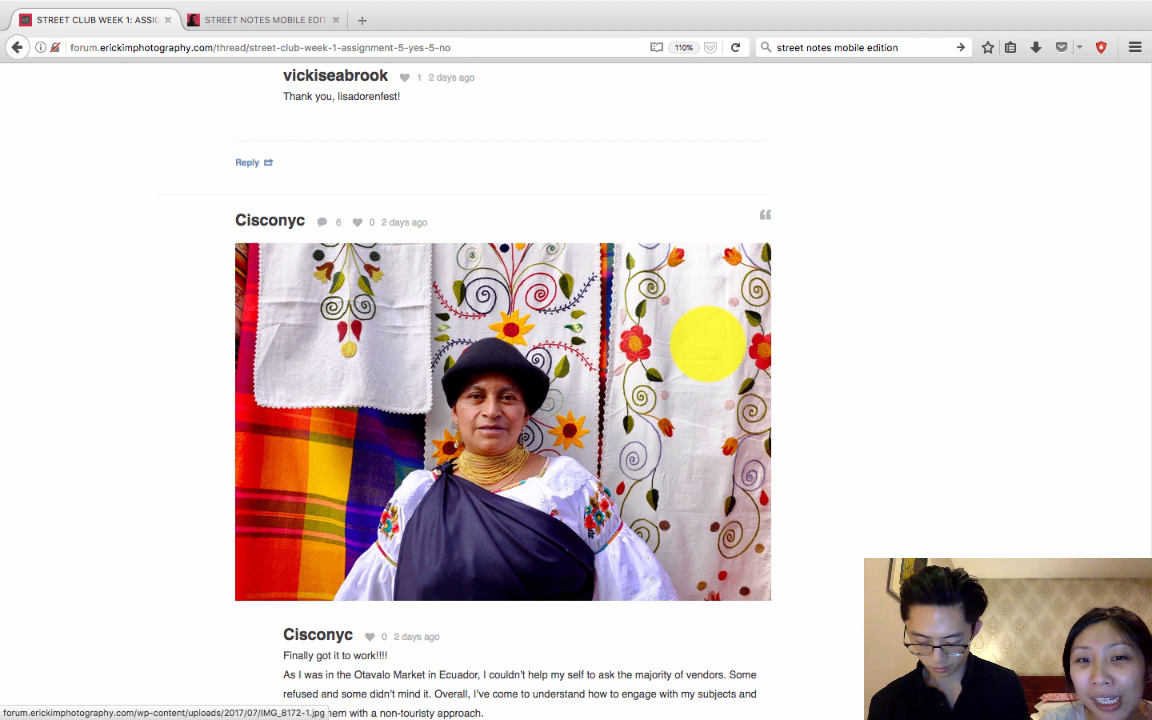 STREET CLUB WEEK 1: ASSIG
STREET NOTES MOBILE EDIT
forum.erickimphotography.com/thread/street-club-week-1-assignment-5-yes-5-no
110%
street notes mobile edition
vickiseabrook 1 2 days ago
Thank you, lisadorenfest!
Reply
Cisconyc 6 0 2 days ago
Cisconyc 0 2 days ago
Finally got it to work!!!!
As I was in the Otavalo Market in Ecuador, I couldn't help my self to ask the majority of vendors. Some
refused and some didn't mind it. Overall, I've come to understand how to engage with my subjects and
forum.erickimphotography.com/wp-content/uploads/2017/07/IMG_8172-1.jpg
with a non-touristy approach.